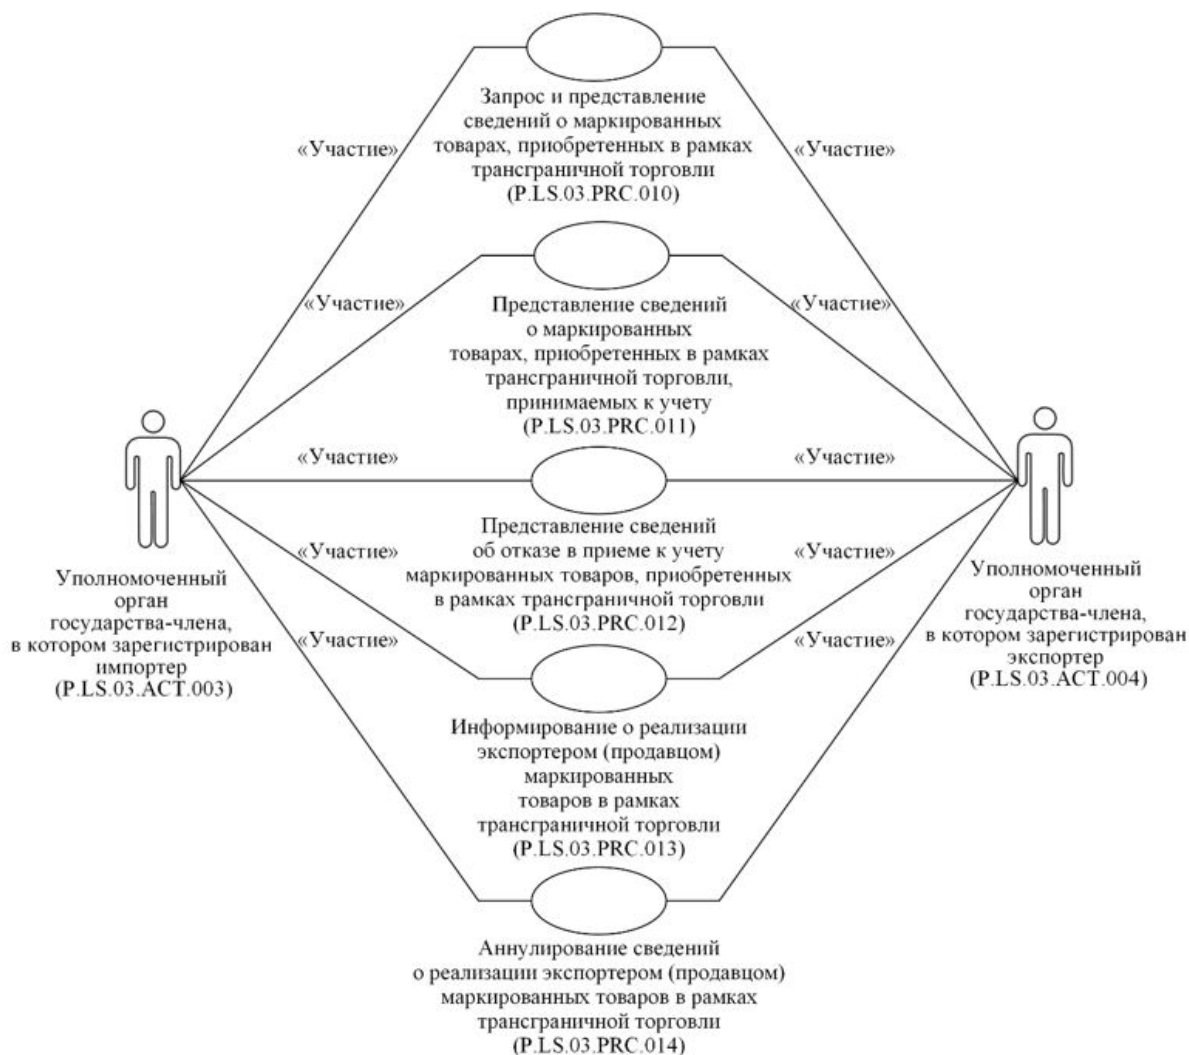 Запрос и представление
сведений о маркированных
товарах, приобретенных в рамках
трансграничной торговли
(P.LS.03.PRC.010)
«Участие»
«Участие»
«Участие»
«Участие»
Представление сведений
о маркированных
товарах, приобретенных в рамках
трансграничной торговли,
принимаемых к учету
(P.LS.03.PRC.011)
«Участие»
«Участие»
Представление сведений
об отказе в приеме к учету
маркированных товаров, приобретенных
в рамках трансграничной торговли
(P.LS.03.PRC.012)
«Участие»
«Участие»
Уполномоченный
орган
государства-члена,
в котором зарегистрирован
импортер
(P.LS.03.ACT.003)
Уполномоченный
орган
государства-члена,
в котором зарегистрирован
экспортер
(P.LS.03.ACT.004)
«Участие»
«Участие»
Информирование о реализации
экспортером (продавцом)
маркированных
товаров в рамках
трансграничной торговли
(P.LS.03.PRC.013)
Аннулирование сведений
о реализации экспортером (продавцом)
маркированных товаров в рамках
трансграничной торговли
(P.LS.03.PRC.014)